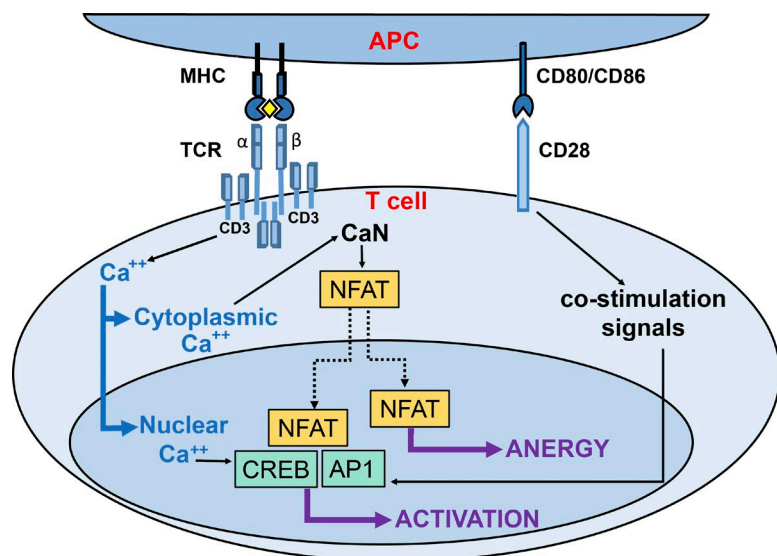 APC
MHC
CD80/CD86
α
β
TCR
CD28
CD3
CD3
T cell
CaN
Ca++
NFAT
Cytoplasmic
Ca++
co-stimulation
signals
NFAT
NFAT
Nuclear
Ca++
ANERGY
CREB
AP1
ACTIVATION